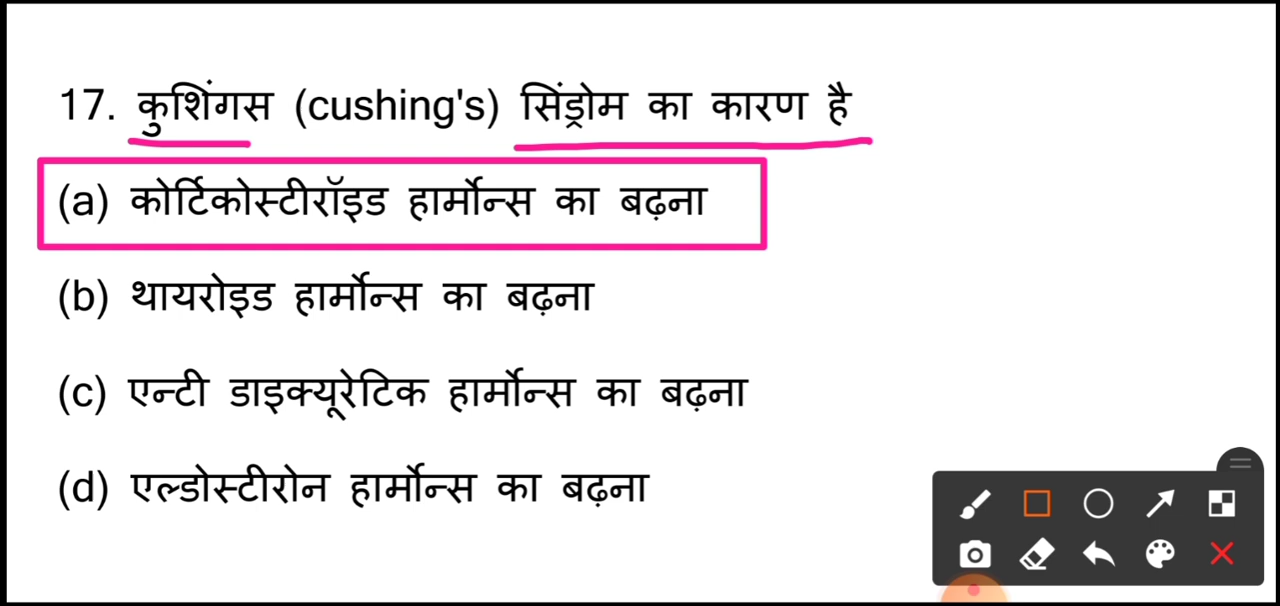 17. कुशिंगस (cushing's) सिंड्रोम का कारण है
(a) कोर्टिकोस्टीरॉइड हार्मोन्स का बढ़ना
(b) थायरोइड हार्मोन्स का बढ़ना
(c) एन्टी डाइक्यूरेटिक हार्मोन्स का बढ़ना
(d) एल्डोस्टीरोन हार्मोन्स का बढ़ना